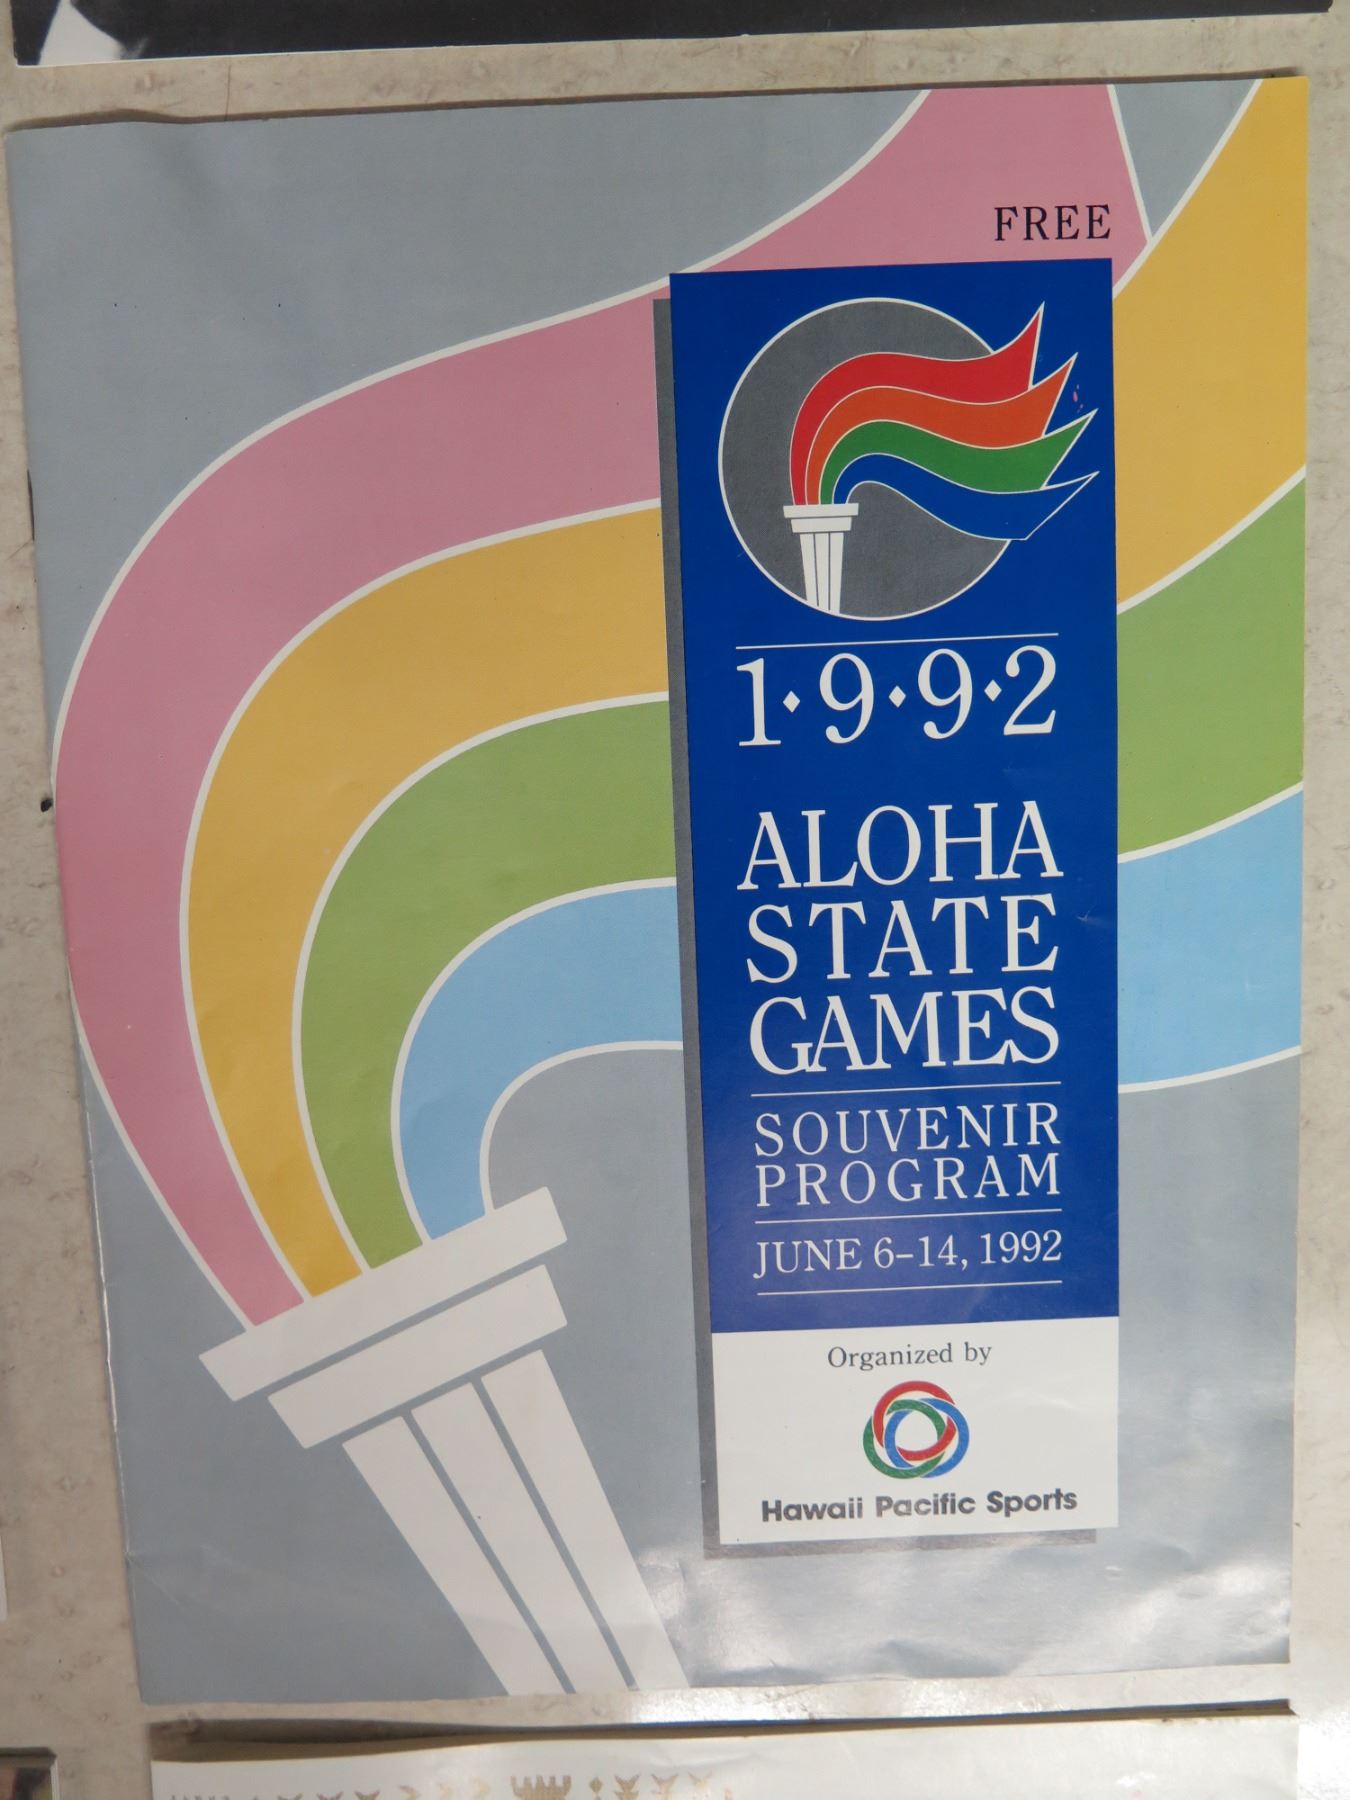 FREE
1·9·9·2
ALOHA
STATE
GAMES
SOUVENIR
PROGRAM
JUNE 6–14, 1992
Organized by
Hawaii Pacific Sports